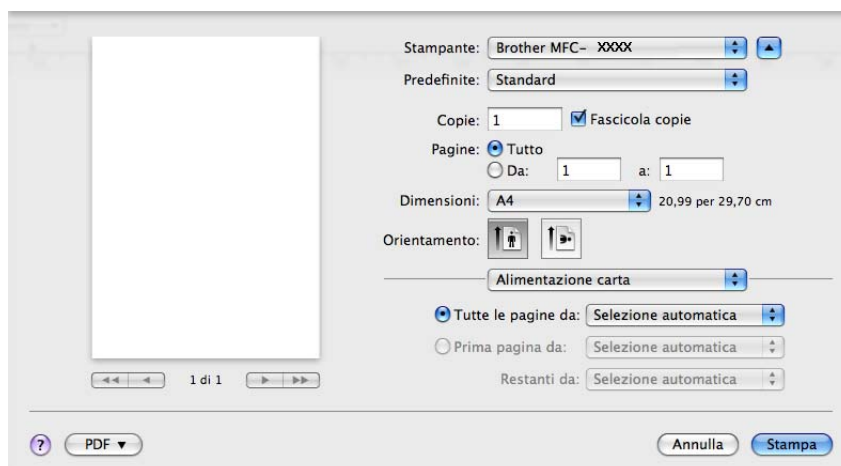 Stampante: Brother MFC- XXXX
Predefinite: Standard
Copie: 1 Fascicola copie
Pagine: Tutto
Da: 1 a: 1
Dimensioni: A4 20,99 per 29,70 cm
Orientamento:
Alimentazione carta
Tutte le pagine da: Selezione automatica
Prima pagina da: Selezione automatica
Restanti da: Selezione automatica
1 di 1
? PDF ▼ Annulla Stampa